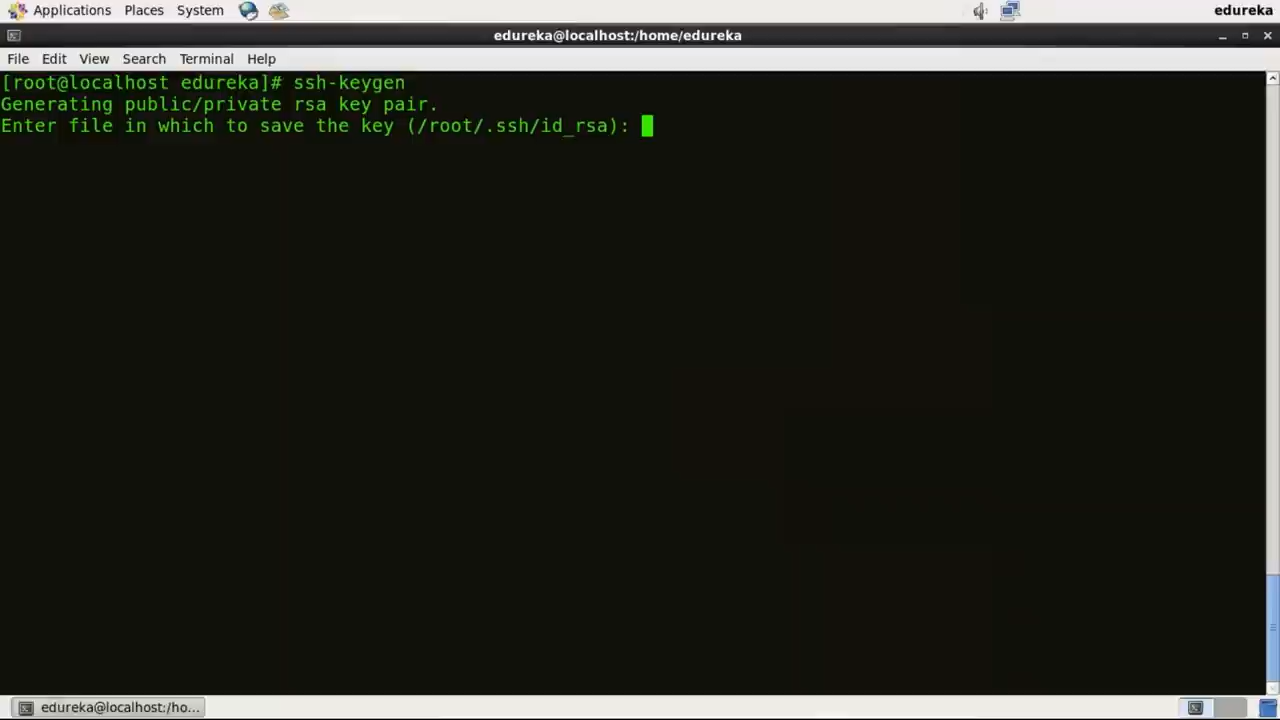 Applications Places System edureka
edureka@localhost:/home/edureka
File Edit View Search Terminal Help
[root@localhost edureka]# ssh-keygen
Generating public/private rsa key pair.
Enter file in which to save the key (/root/.ssh/id_rsa):
edureka@localhost:/ho...